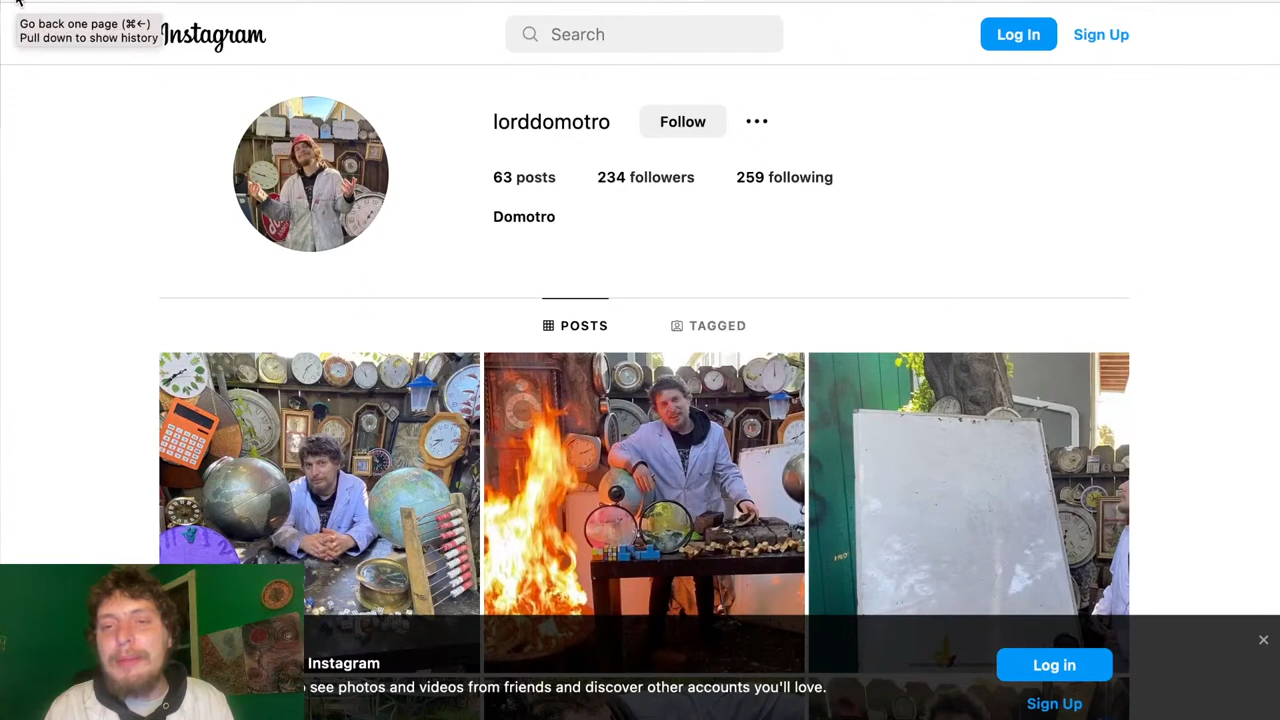 Go back one page (⌘←)
Pull down to show history
Instagram
Search
Log In
Sign Up
lorddomotro
Follow
63 posts
234 followers
259 following
Domotro
POSTS
TAGGED
Instagram
see photos and videos from friends and discover other accounts you'll love.
Log in
Sign Up